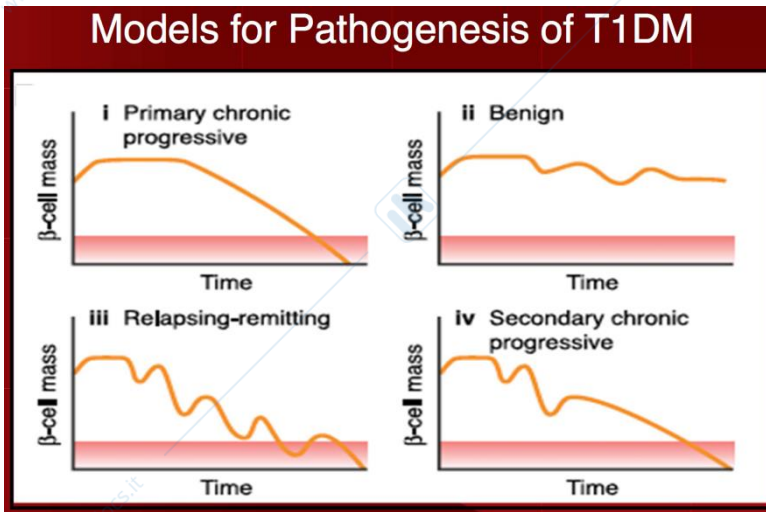 Models for Pathogenesis of T1DM
i Primary chronic
progressive
β-cell mass
Time
ii Benign
β-cell mass
Time
iii Relapsing-remitting
β-cell mass
Time
iv Secondary chronic
progressive
β-cell mass
Time